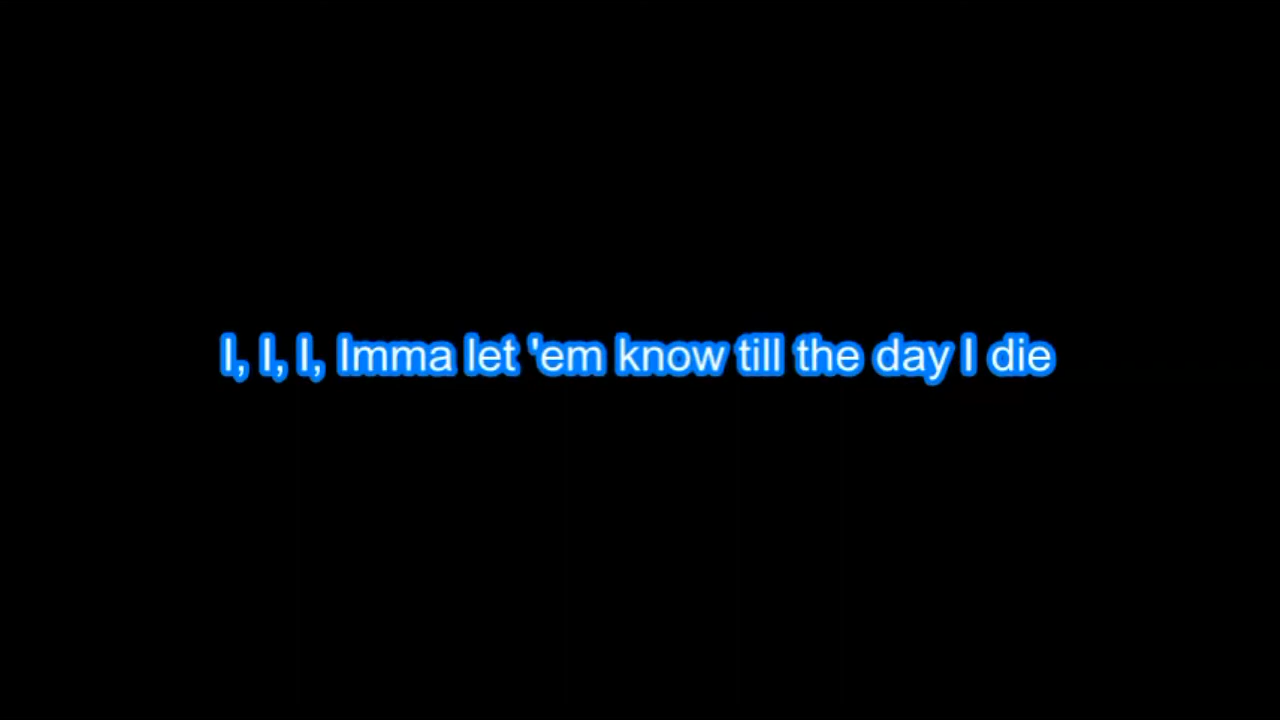 I, I, I, Imma let 'em know till the day I die